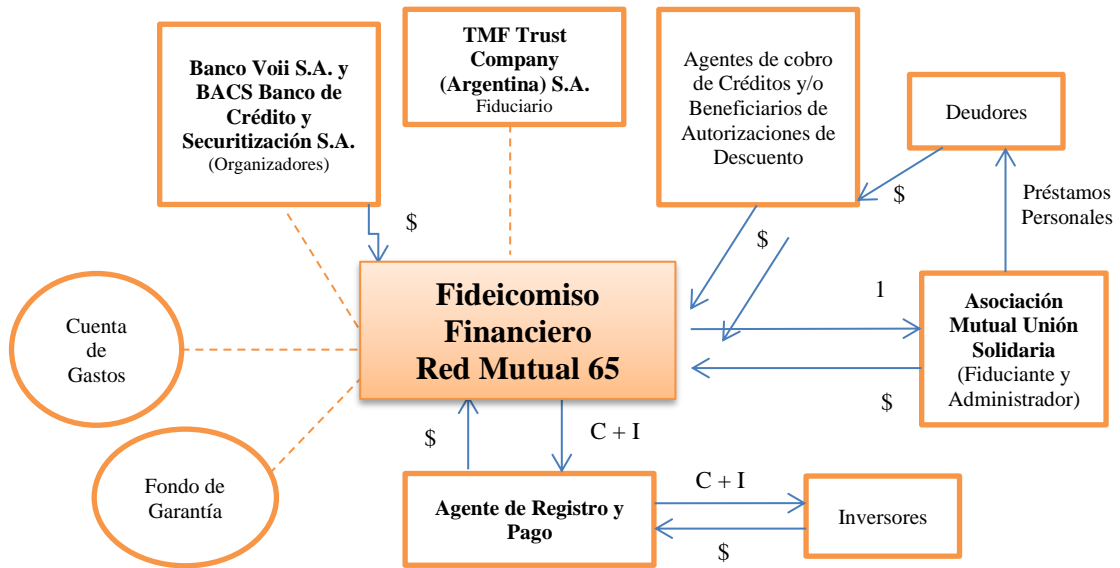 Banco Voii S.A. y
BACS Banco de
Crédito y
Securitización S.A.
(Organizadores)
TMF Trust
Company
(Argentina) S.A.
Fiduciario
Agentes de cobro
de Créditos y/o
Beneficiarios de
Autorizaciones de
Descuento
Deudores
$
Préstamos
Personales
$
$
Fideicomiso
Financiero
Red Mutual 65
1
Asociación
Mutual Unión
Solidaria
(Fiduciante y
Administrador)
$
Cuenta
de
Gastos
$
C + I
Fondo de
Garantía
Agente de Registro y
Pago
C + I
$
Inversores